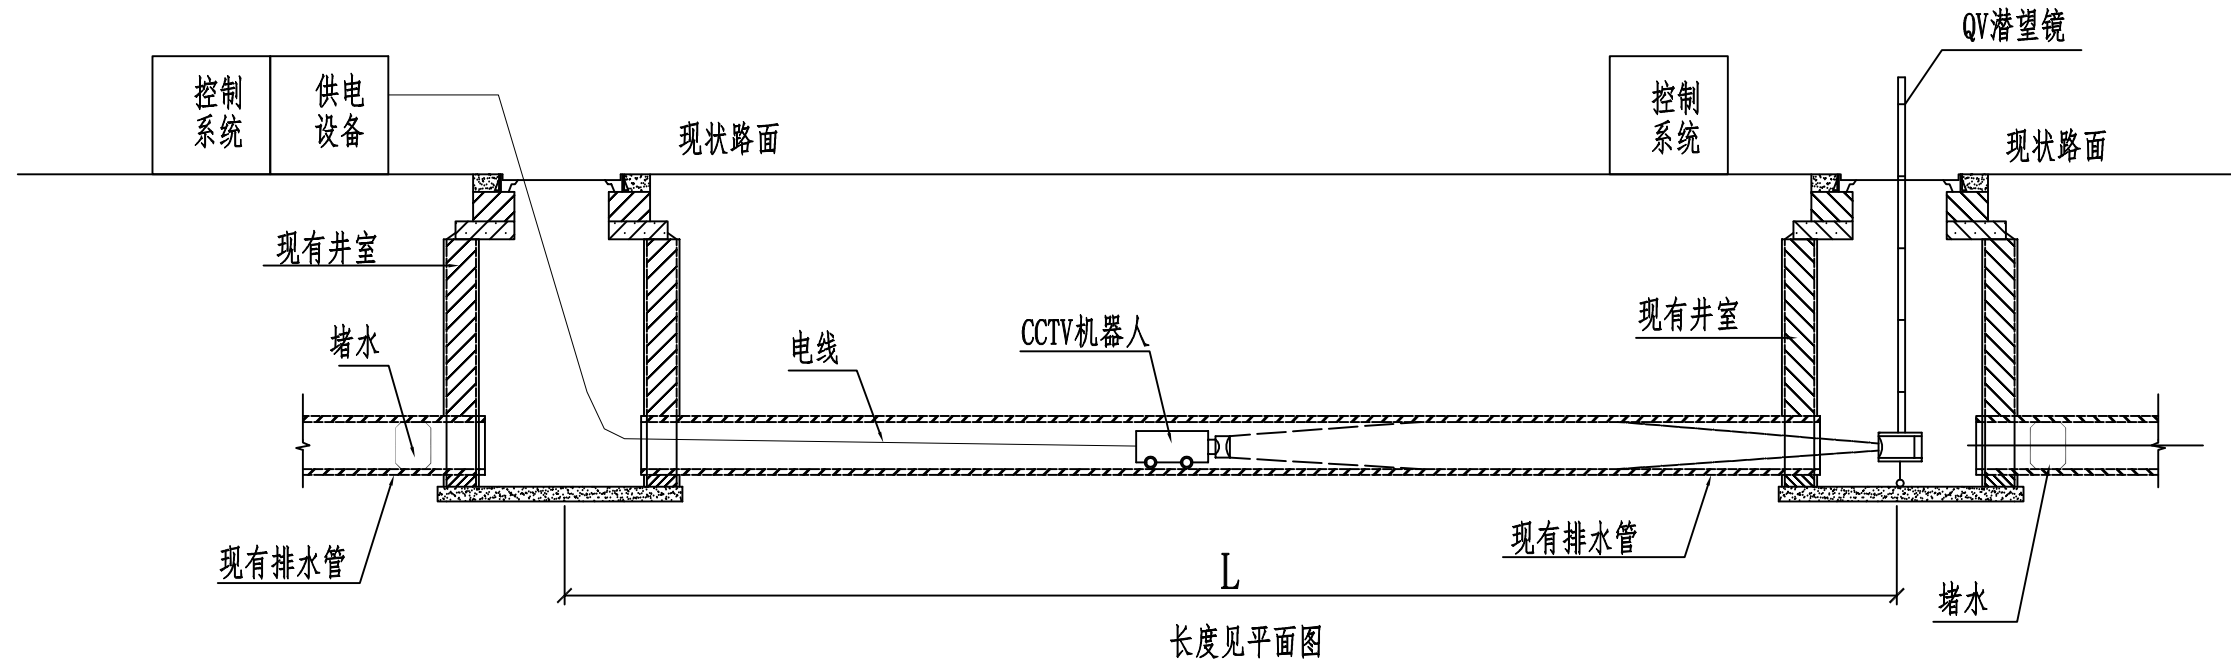 QV潜望镜
控制
系统
供电
设备
现状路面
控制
系统
现状路面
现有井室
堵水
电线
CCTV机器人
现有井室
现有排水管
现有排水管
L
堵水
长度见平面图